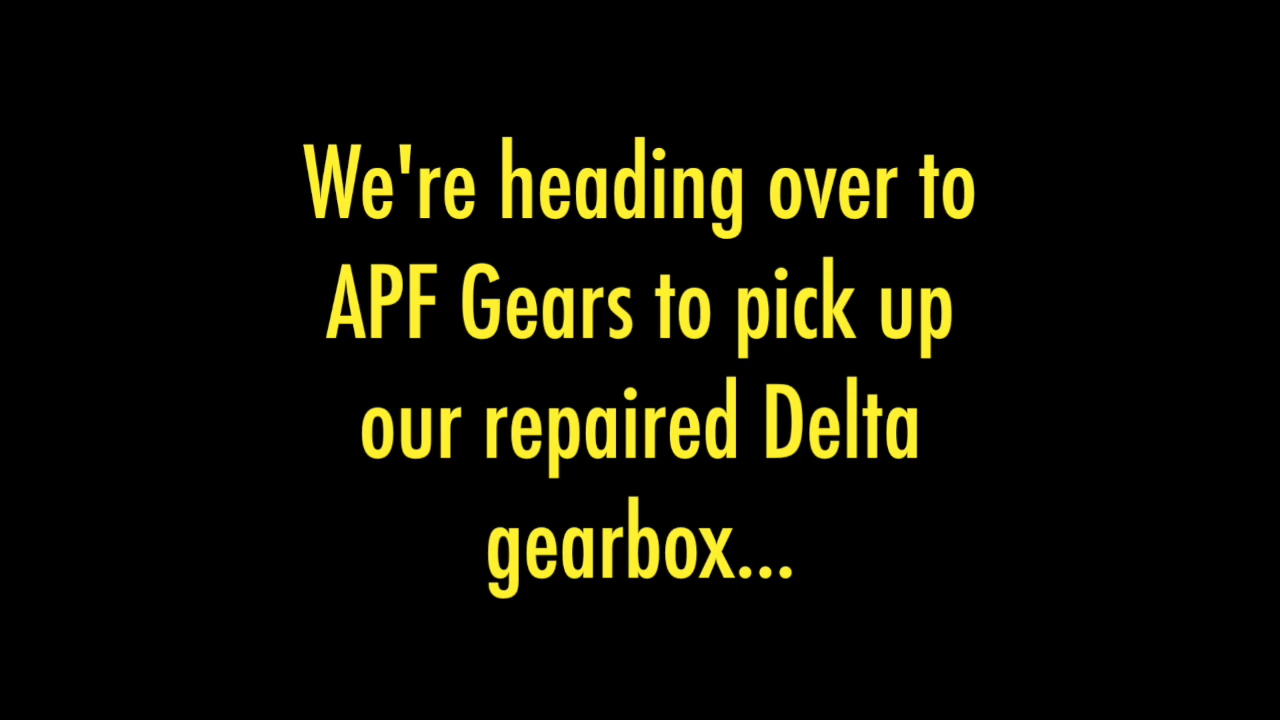 We're heading over to
APF Gears to pick up
our repaired Delta
gearbox...